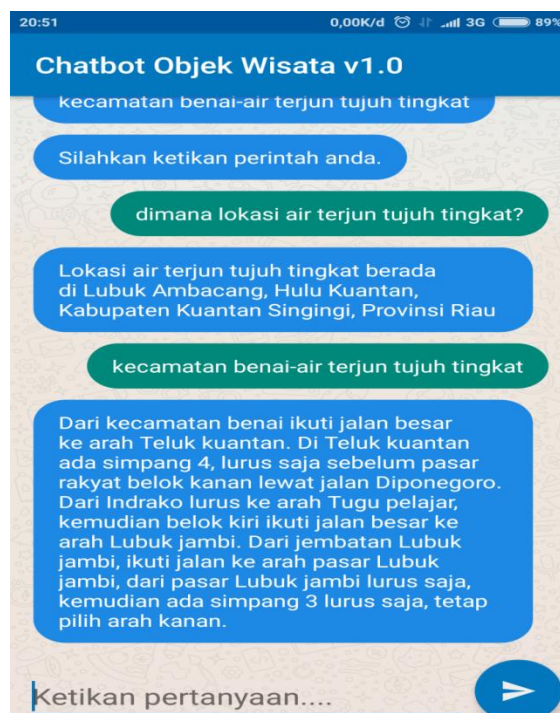 20:51 0,00K/d 3G 89%
Chatbot Objek Wisata v1.0
kecamatan benai-air terjun tujuh tingkat
Silahkan ketikan perintah anda.
dimana lokasi air terjun tujuh tingkat?
Lokasi air terjun tujuh tingkat berada
di Lubuk Ambacang, Hulu Kuantan,
Kabupaten Kuantan Singingi, Provinsi Riau
kecamatan benai-air terjun tujuh tingkat
Dari kecamatan benai ikuti jalan besar
ke arah Teluk kuantan. Di Teluk kuantan
ada simpang 4, lurus saja sebelum pasar
rakyat belok kanan lewat jalan Diponegoro.
Dari Indrako lurus ke arah Tugu pelajar,
kemudian belok kiri ikuti jalan besar ke
arah Lubuk jambi. Dari jembatan Lubuk
jambi, ikuti jalan ke arah pasar Lubuk
jambi, dari pasar Lubuk jambi lurus saja,
kemudian ada simpang 3 lurus saja, tetap
pilih arah kanan.
Ketikan pertanyaan....